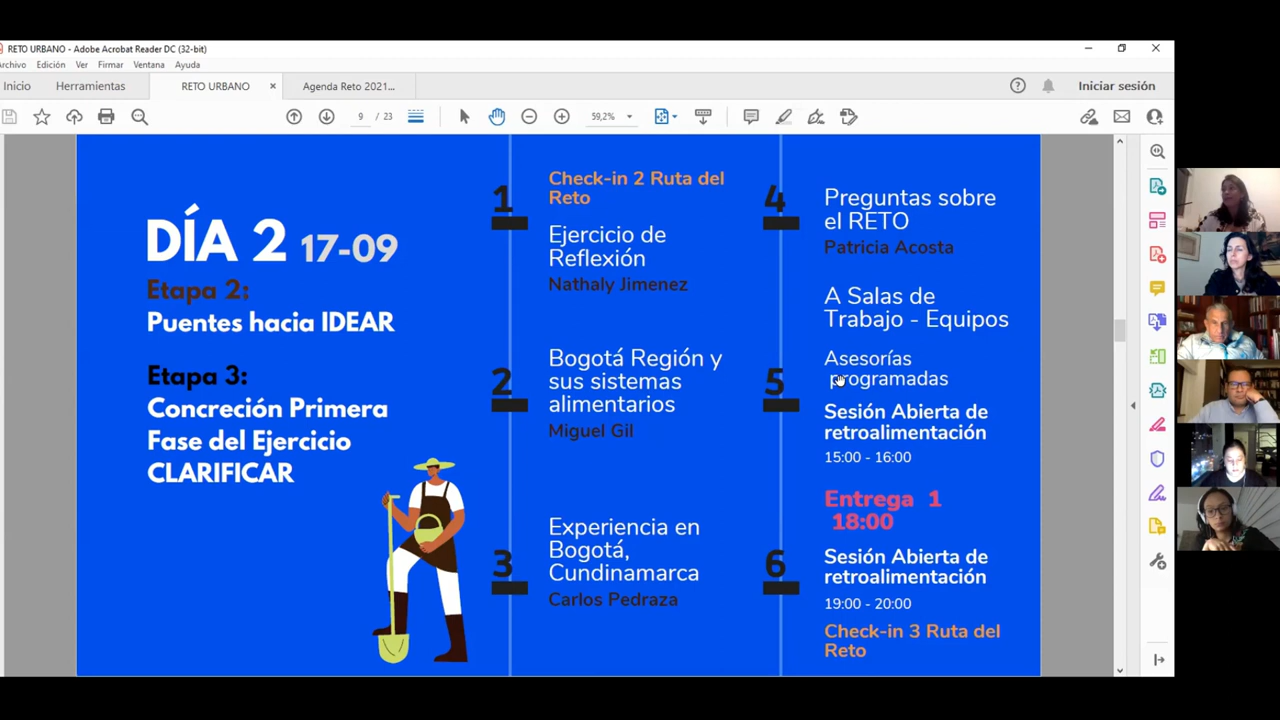 RETO URBANO - Adobe Acrobat Reader DC (32-bit)
Archivo Edición Ver Firmar Ventana Ayuda
Inicio Herramientas RETO URBANO × Agenda Reto 2021... Iniciar sesión
9 / 23 59,2%
DÍA 2 17-09
Etapa 2:
Puentes hacia IDEAR
Etapa 3:
Concreción Primera
Fase del Ejercicio
CLARIFICAR
1
Check-in 2 Ruta del
Reto
Ejercicio de
Reflexión
Nathaly Jimenez
2
Bogotá Región y
sus sistemas
alimentarios
Miguel Gil
3
Experiencia en
Bogotá,
Cundinamarca
Carlos Pedraza
4
Preguntas sobre
el RETO
Patricia Acosta
A Salas de
Trabajo - Equipos
5
Asesorías
programadas
Sesión Abierta de
retroalimentación
15:00 - 16:00
Entrega 1
18:00
6
Sesión Abierta de
retroalimentación
19:00 - 20:00
Check-in 3 Ruta del
Reto